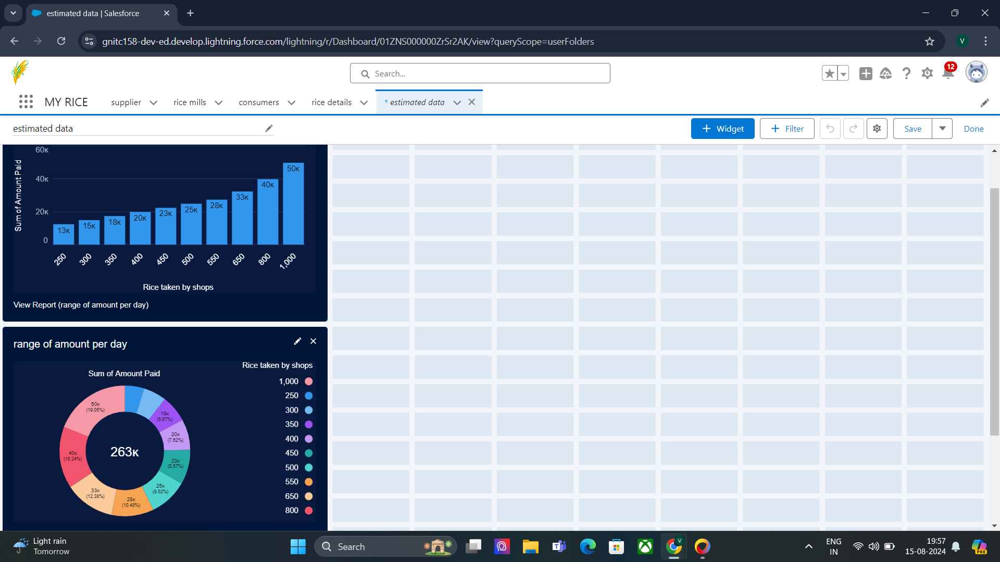 estimated data | Salesforce
gnitc158-dev-ed.develop.lightning.force.com/lightning/r/Dashboard/01ZNS000000ZrSr2AK/view?queryScope=userFolders
V
Search...
12
MY RICE
supplier
rice mills
consumers
rice details
* estimated data
estimated data
Widget
Filter
Save
Done
Sum of Amount Paid
60K
40K
20K
0
13K
15K
18K
20K
23K
25K
28K
33K
40K
50K
250
300
350
400
450
500
550
650
800
1,000
Rice taken by shops
View Report (range of amount per day)
range of amount per day
Sum of Amount Paid
50K
(19.05%)
18K
(6.67%)
20K
(7.62%)
23K
(8.57%)
25K
(9.52%)
28K
(10.48%)
33K
(12.38%)
40K
(15.24%)
263K
Rice taken by shops
1,000
250
300
350
400
450
500
550
650
800
Light rain
Tomorrow
Search
V
ENG
IN
19:57
15-08-2024
PRE